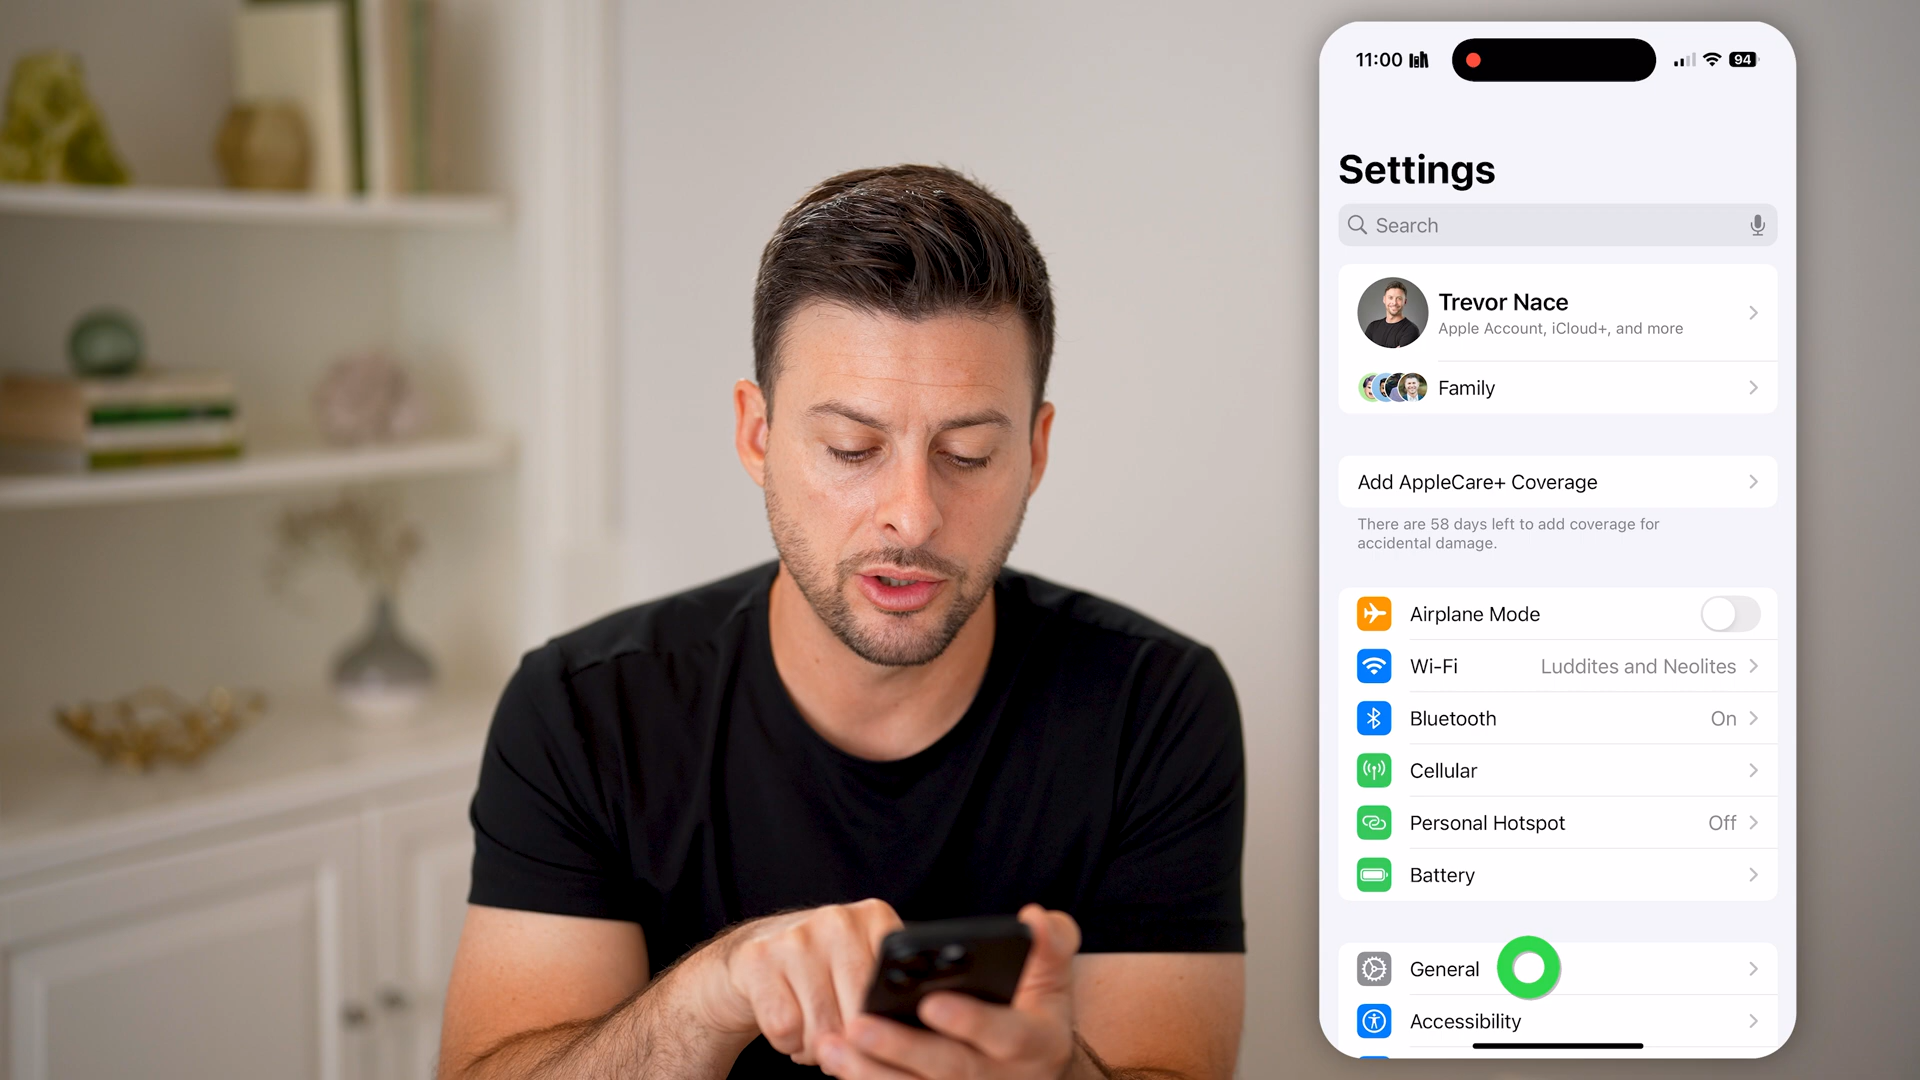 11:00
94
Settings
Search
Trevor Nace
Apple Account, iCloud+, and more
Family
Add AppleCare+ Coverage
There are 58 days left to add coverage for
accidental damage.
Airplane Mode
Wi-Fi Luddites and Neolites
Bluetooth On
Cellular
Personal Hotspot Off
Battery
General
Accessibility